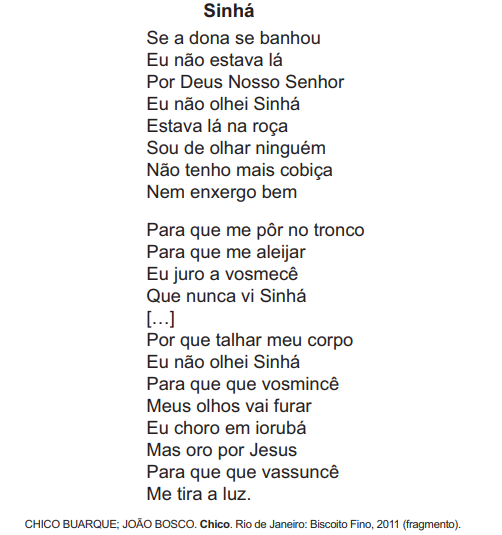 Sinhá
Se a dona se banhou
Eu não estava lá
Por Deus Nosso Senhor
Eu não olhei Sinhá
Estava lá na roça
Sou de olhar ninguém
Não tenho mais cobiça
Nem enxergo bem
Para que me pôr no tronco
Para que me aleijar
Eu juro a vosmecê
Que nunca vi Sinhá
[…]
Por que talhar meu corpo
Eu não olhei Sinhá
Para que que vosmincê
Meus olhos vai furar
Eu choro em iorubá
Mas oro por Jesus
Para que que vassuncê
Me tira a luz.
CHICO BUARQUE; JOÃO BOSCO. Chico. Rio de Janeiro: Biscoito Fino, 2011 (fragmento).